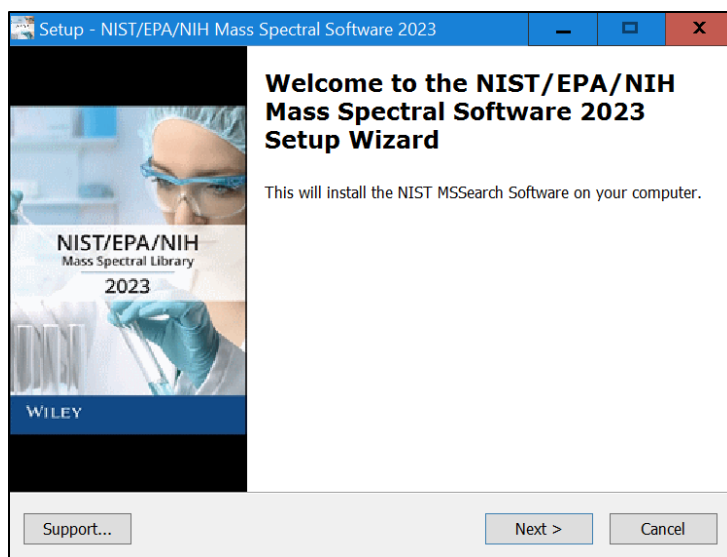 Setup - NIST/EPA/NIH Mass Spectral Software 2023
Welcome to the NIST/EPA/NIH
Mass Spectral Software 2023
Setup Wizard
This will install the NIST MSSearch Software on your computer.
NIST/EPA/NIH
Mass Spectral Library
2023
WILEY
Support...
Next >
Cancel